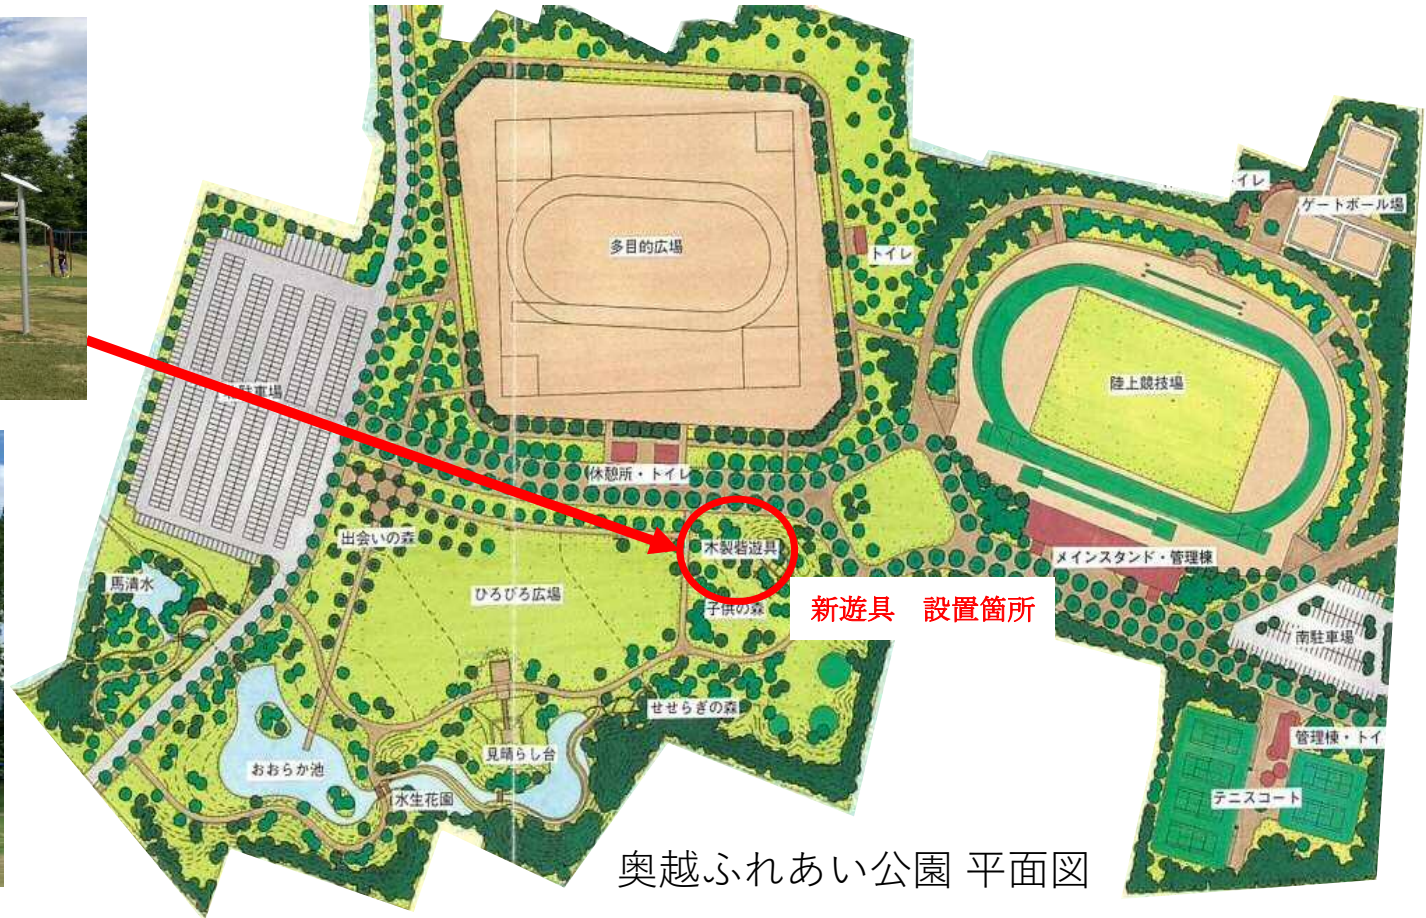 イレ
ゲートボール場
多目的広場
トイレ
陸上競技場
駐車場
休憩所・トイレ
出会いの森
木製砦遊具
メインスタンド・管理棟
馬清水
ひろびろ広場
子供の森
新遊具 設置箇所
南駐車場
せせらぎの森
管理棟・トイ
見晴らし台
おおらか池
水生花園
テニスコート
奥越ふれあい公園 平面図